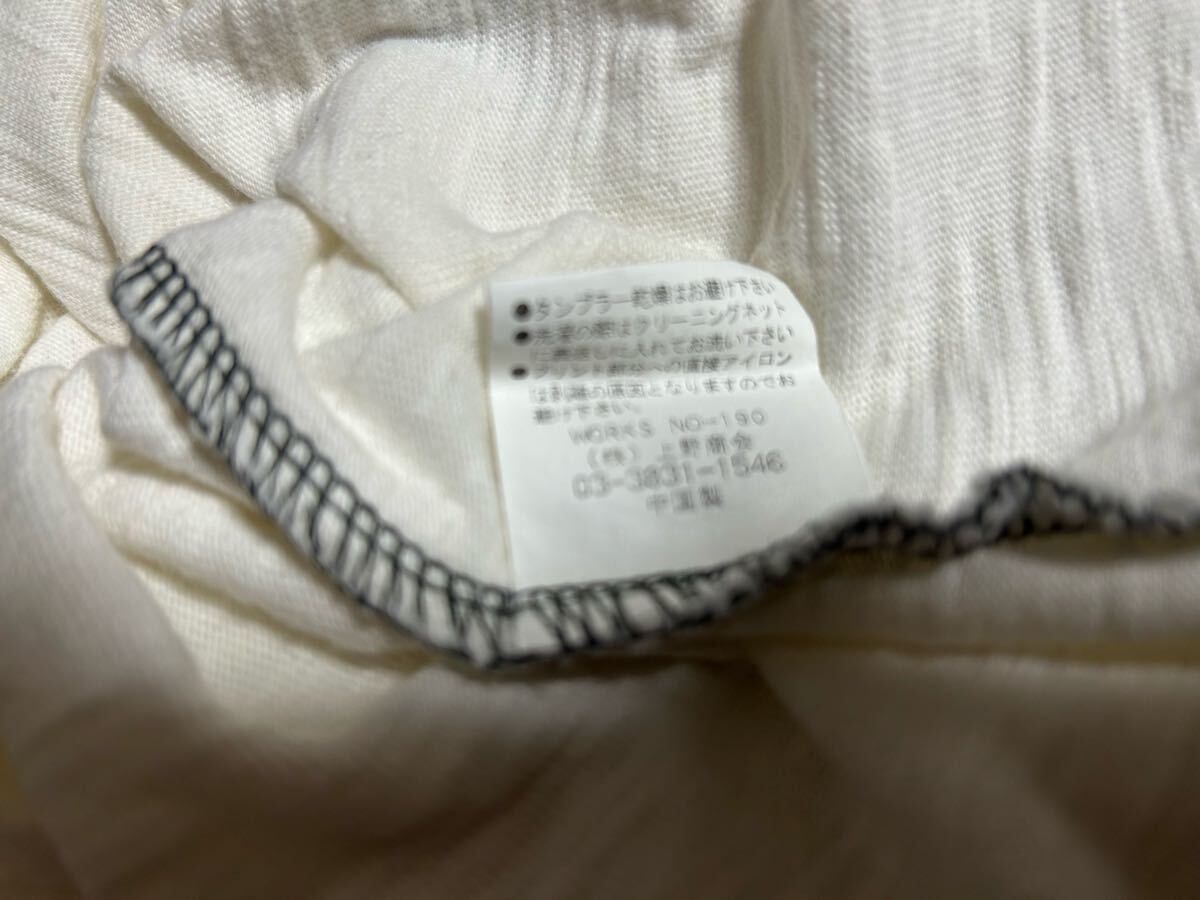 ●タンブラー乾燥はお避け下さい
●洗濯の際はクリーニングネット
に裏返しに入れてお洗い下さい
●プリント部分への直接アイロン
は剥離の原因となりますのでお
避け下さい。
WORKS NO-190
(株) 上野商会
03-3831-1546
中国製